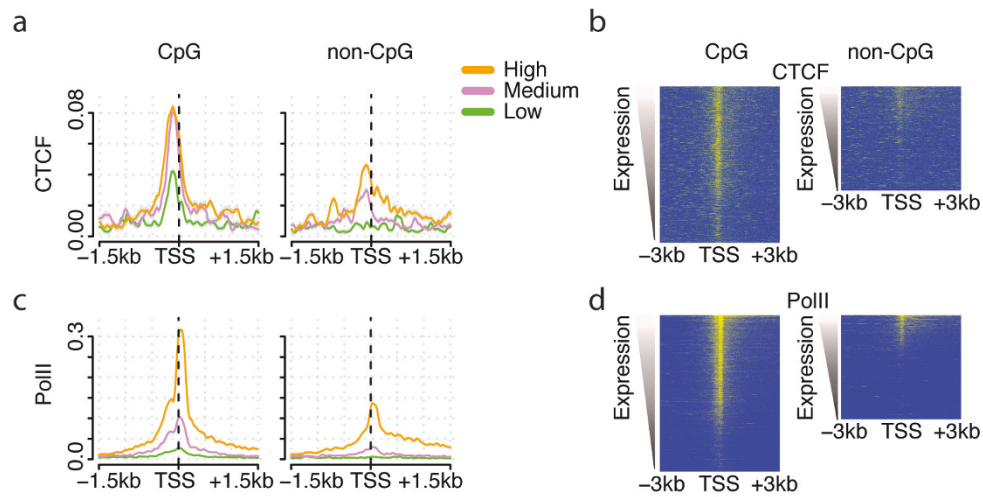 a
CpG
non-CpG
High
Medium
Low
CTCF
0.08
0.00
−1.5kb TSS +1.5kb
−1.5kb TSS +1.5kb
b
CpG
non-CpG
CTCF
Expression
Expression
−3kb TSS +3kb
−3kb TSS +3kb
c
PolII
0.3
0.0
−1.5kb TSS +1.5kb
−1.5kb TSS +1.5kb
d
PolII
Expression
Expression
−3kb TSS +3kb
−3kb TSS +3kb